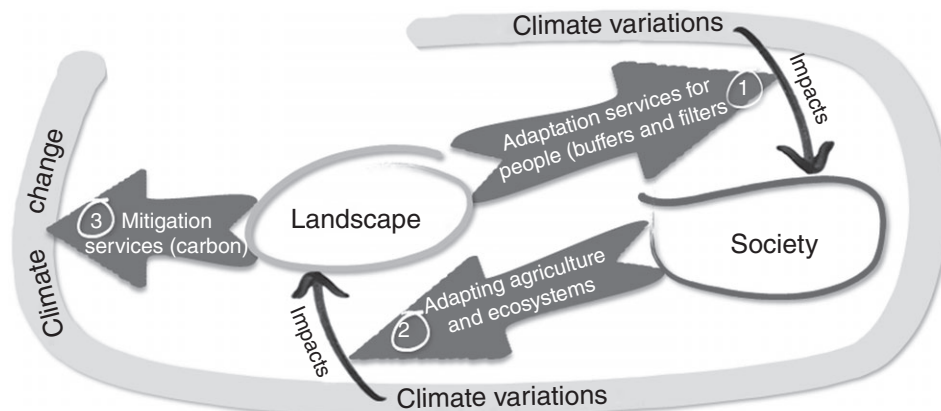 Climate variations
Impacts
1
Adaptation services for
people (buffers and filters
Climate change
3
Mitigation
services (carbon)
Landscape
Society
Adapting agriculture
and ecosystems
2
Impacts
Climate variations